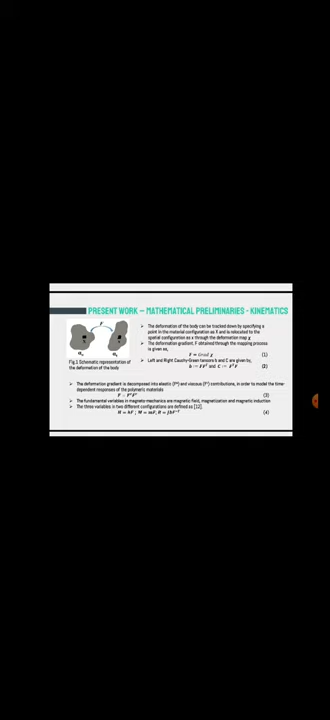 PRESENT WORK – MATHEMATICAL PRELIMINARIES - KINEMATICS
➢ The deformation of the body can be tracked down by specifying a
point in the material configuration as X and is relocated to the
spatial configuration as x through the deformation map χ
➢ The deformation gradient, F obtained through the mapping process
is given as,
F = Grad χ (1)
➢ Left and Right Cauchy-Green tensors b and C are given by,
b := FFᵀ and C := FᵀF (2)
F
Fig.1 Schematic representation of
the deformation of the body
➢ The deformation gradient is decomposed into elastic (Fᵉ) and viscous (Fᵛ) contributions, in order to model the time-
dependent responses of the polymeric materials
F = FᵉFᵛ (3)
➢ The fundamental variables in magneto-mechanics are magnetic field, magnetization and magnetic induction
➢ The three variables in two different configurations are defined as
H = hF ; M = mF, B = JbF⁻ᵀ (4)